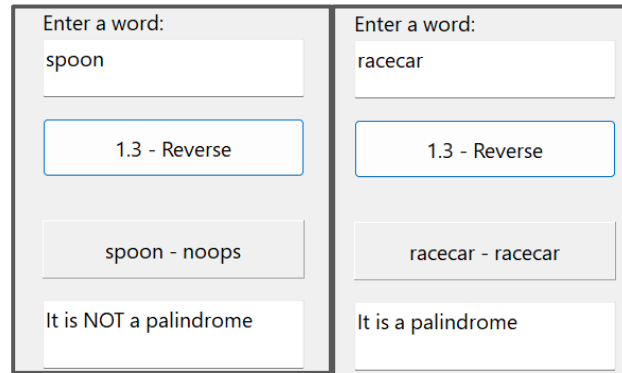 Enter a word:
spoon
1.3 - Reverse
spoon - noops
It is NOT a palindrome
Enter a word:
racecar
1.3 - Reverse
racecar - racecar
It is a palindrome